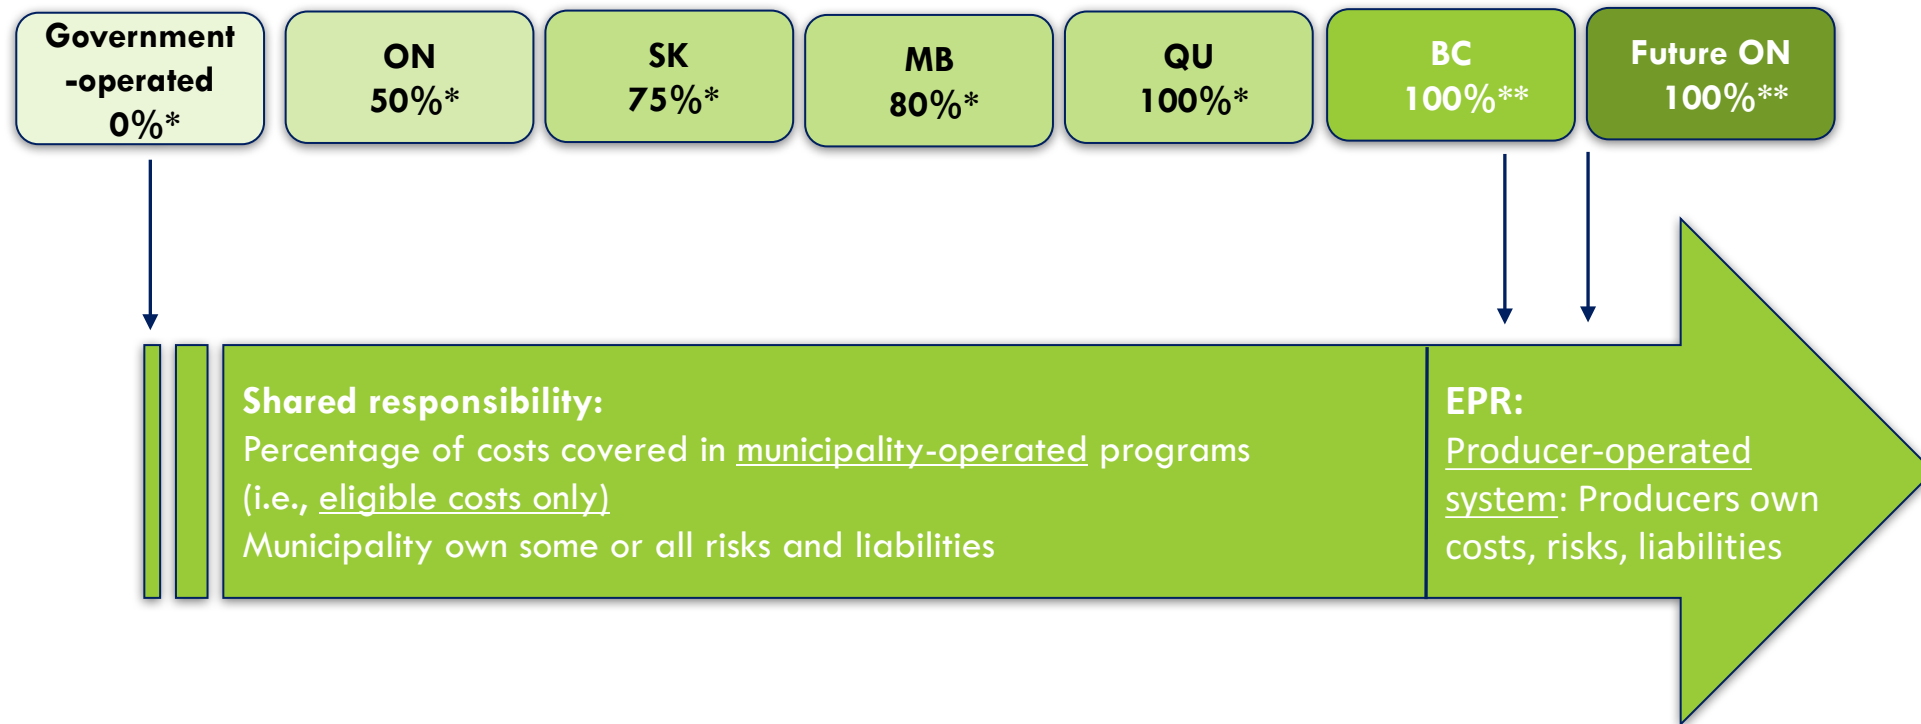 Government
-operated
0%*
ON
50%*
SK
75%*
MB
80%*
QU
100%*
BC
100%**
Future ON
100%**
Shared responsibility:
Percentage of costs covered in municipality-operated programs
(i.e., eligible costs only)
Municipality own some or all risks and liabilities
EPR:
Producer-operated
system: Producers own
costs, risks, liabilities